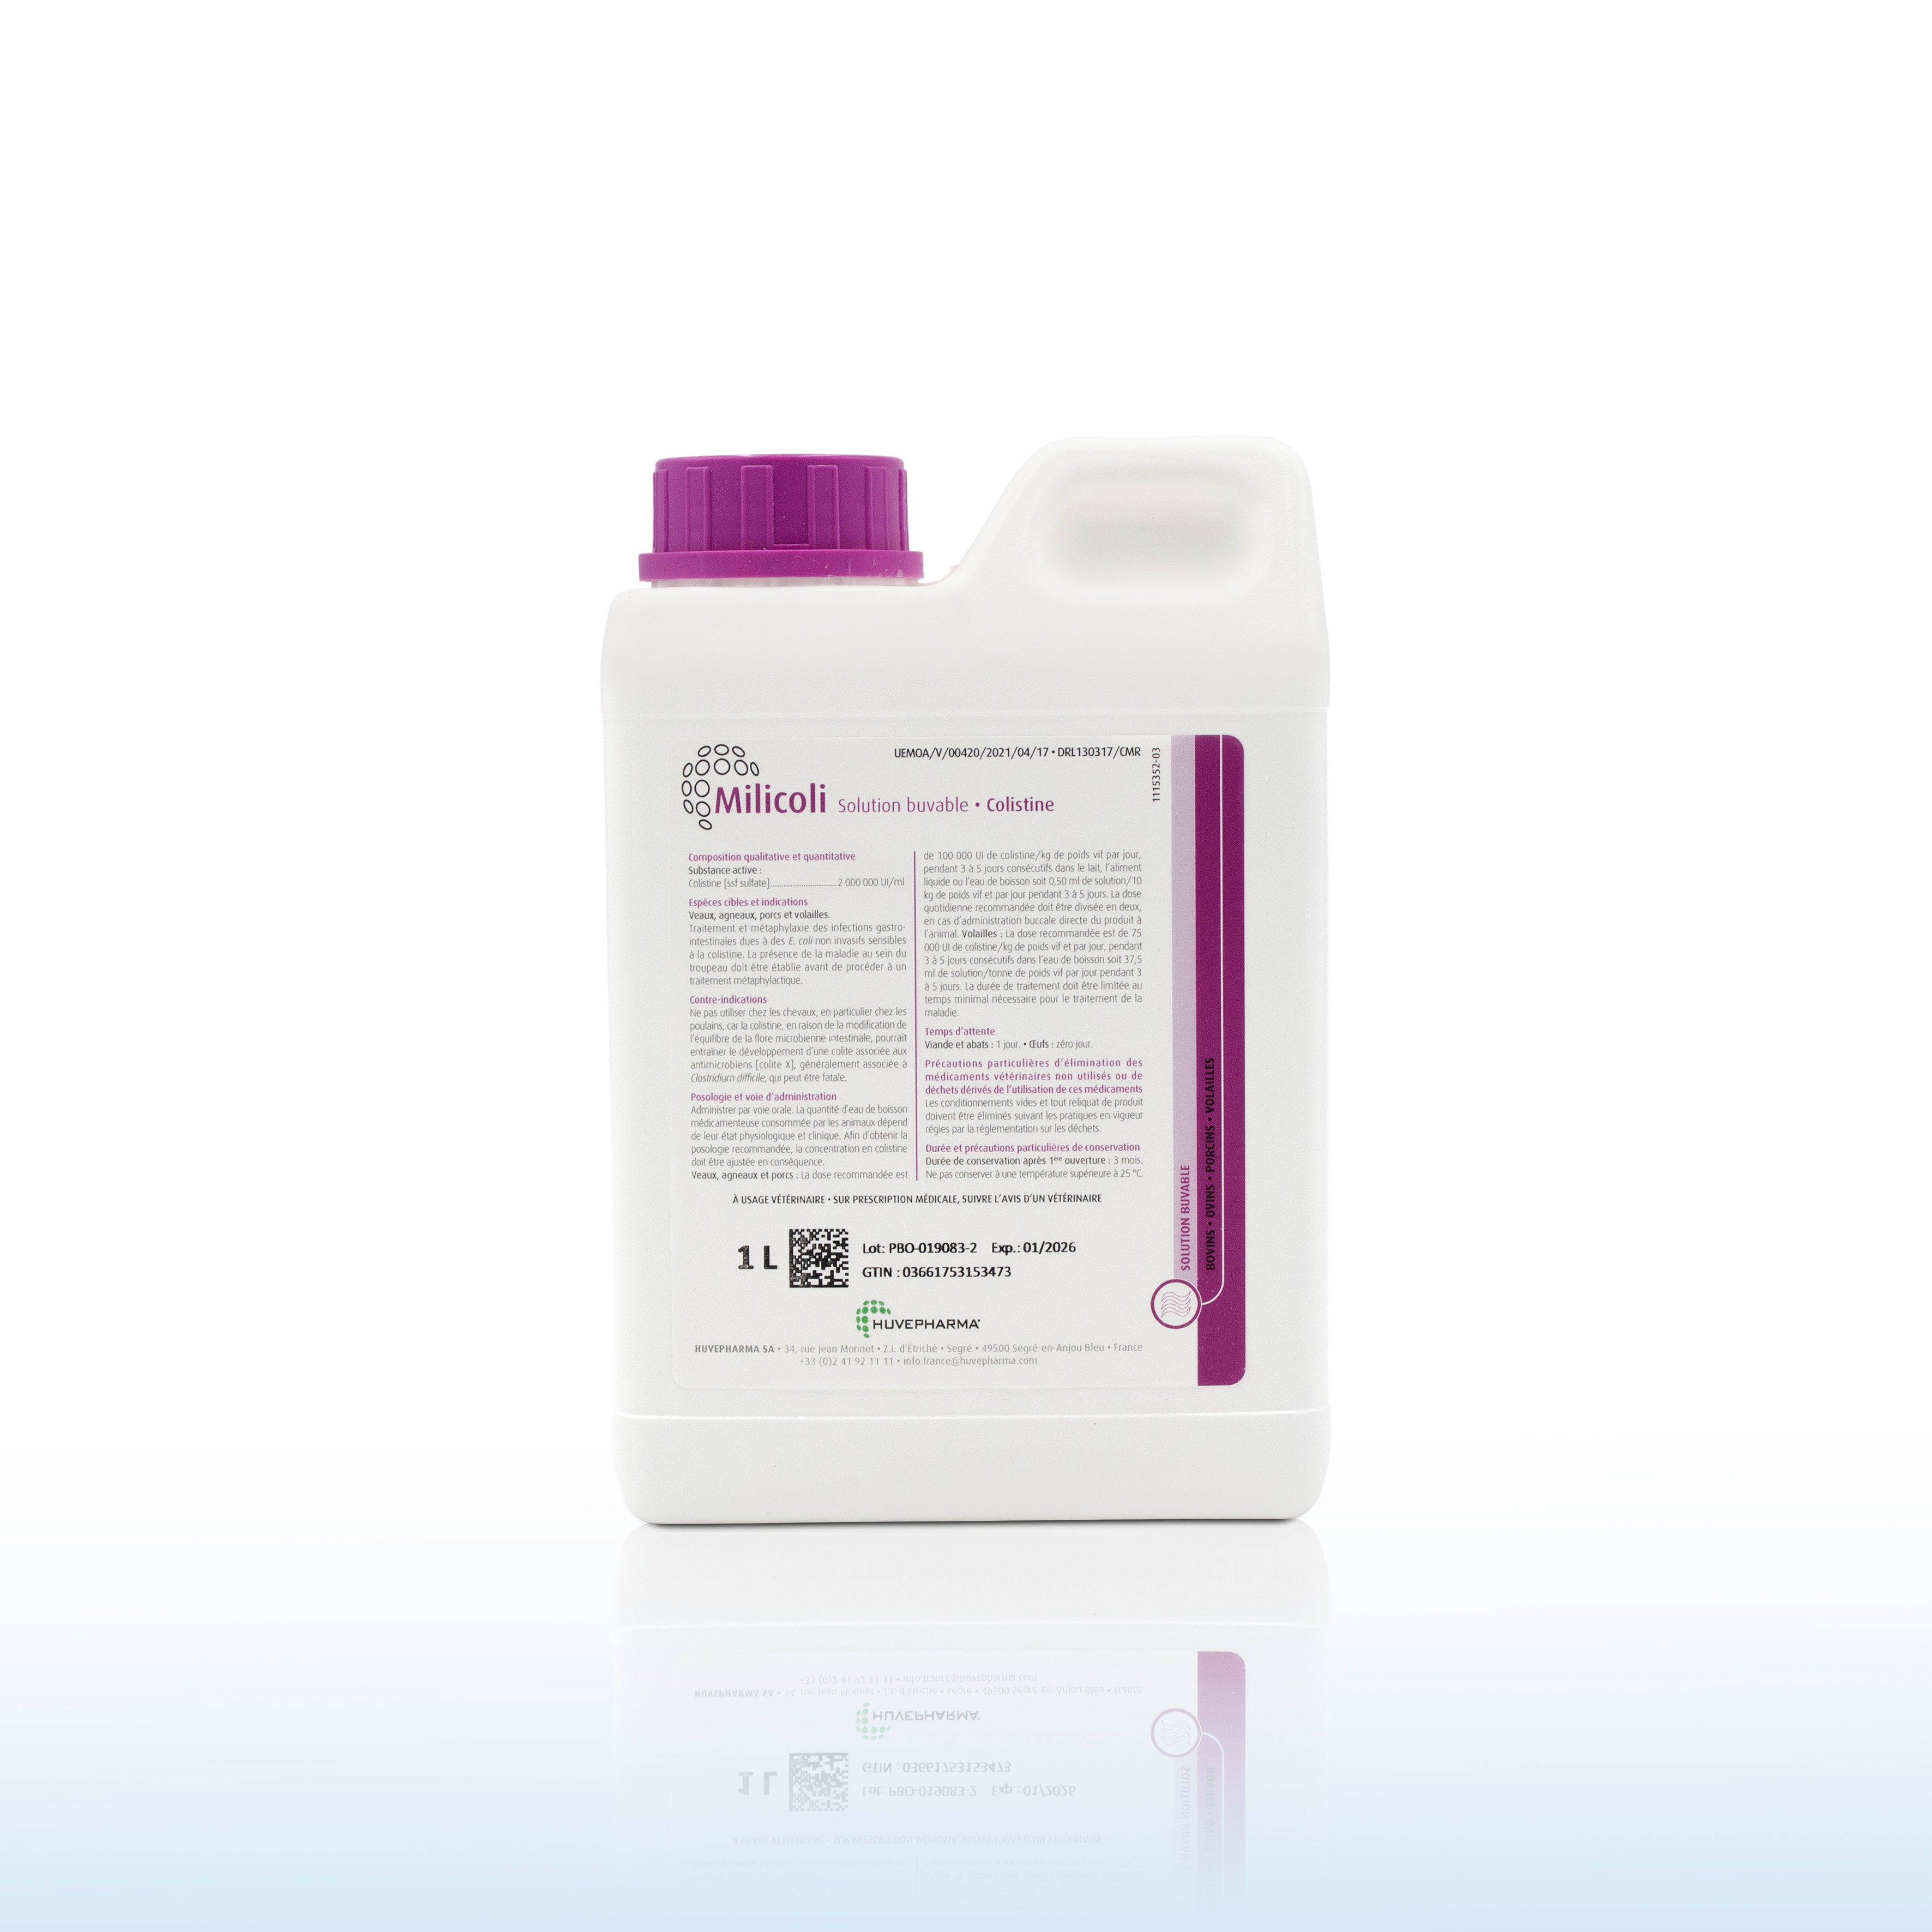 UEMOA/V/00420/2021/04/17 • DRL130317/CMR
1115352-03
Milicoli Solution buvable • Colistine
Composition qualitative et quantitative
Substance active :
Colistine [ssf sulfate]..............................2 000 000 UI/ml
Espèces cibles et indications
Veaux, agneaux, porcs et volailles.
Traitement et métaphylaxie des infections gastro-
intestinales dues à des E. coli non invasifs sensibles
à la colistine. La présence de la maladie au sein du
troupeau doit être établie avant de procéder à un
traitement métaphylactique.
Contre-indications
Ne pas utiliser chez les chevaux, en particulier chez les
poulains, car la colistine, en raison de la modification de
l'équilibre de la flore microbienne intestinale, pourrait
entraîner le développement d'une colite associée aux
antimicrobiens [colite X], généralement associée à
Clostridium difficile, qui peut être fatale.
Posologie et voie d'administration
Administrer par voie orale. La quantité d'eau de boisson
médicamenteuse consommée par les animaux dépend
de leur état physiologique et clinique. Afin d'obtenir la
posologie recommandée, la concentration en colistine
doit être ajustée en conséquence.
Veaux, agneaux et porcs : La dose recommandée est
de 100 000 UI de colistine/kg de poids vif par jour,
pendant 3 à 5 jours consécutifs dans le lait, l'aliment
liquide ou l'eau de boisson soit 0,50 ml de solution/10
kg de poids vif et par jour pendant 3 à 5 jours. La dose
quotidienne recommandée doit être divisée en deux,
en cas d'administration buccale directe du produit à
l'animal. Volailles : La dose recommandée est de 75
000 UI de colistine/kg de poids vif et par jour, pendant
3 à 5 jours consécutifs dans l'eau de boisson soit 37,5
ml de solution/tonne de poids vif par jour pendant 3
à 5 jours. La durée de traitement doit être limitée au
temps minimal nécessaire pour le traitement de la
maladie.
Temps d'attente
Viande et abats : 1 jour. • Œufs : zéro jour.
Précautions particulières d'élimination des
médicaments vétérinaires non utilisés ou de
déchets dérivés de l'utilisation de ces médicaments
Les conditionnements vides et tout reliquat de produit
doivent être éliminés suivant les pratiques en vigueur
régies par la réglementation sur les déchets.
Durée et précautions particulières de conservation
Durée de conservation après 1ère ouverture : 3 mois.
Ne pas conserver à une température supérieure à 25 °C.
À USAGE VÉTÉRINAIRE • SUR PRESCRIPTION MÉDICALE, SUIVRE L'AVIS D'UN VÉTÉRINAIRE
1 L
Lot: PBO-019083-2 Exp.: 01/2026
GTIN : 03661753153473
HUVEPHARMA
HUVEPHARMA SA • 34, rue Jean Monnet • Z.I. d'Étriché • Segré • 49500 Segré-en-Anjou Bleu • France
+33 (0)2 41 92 11 11 • info.france@huvepharma.com
SOLUTION BUVABLE
BOVINS • OVINS • PORCINS • VOLAILLES